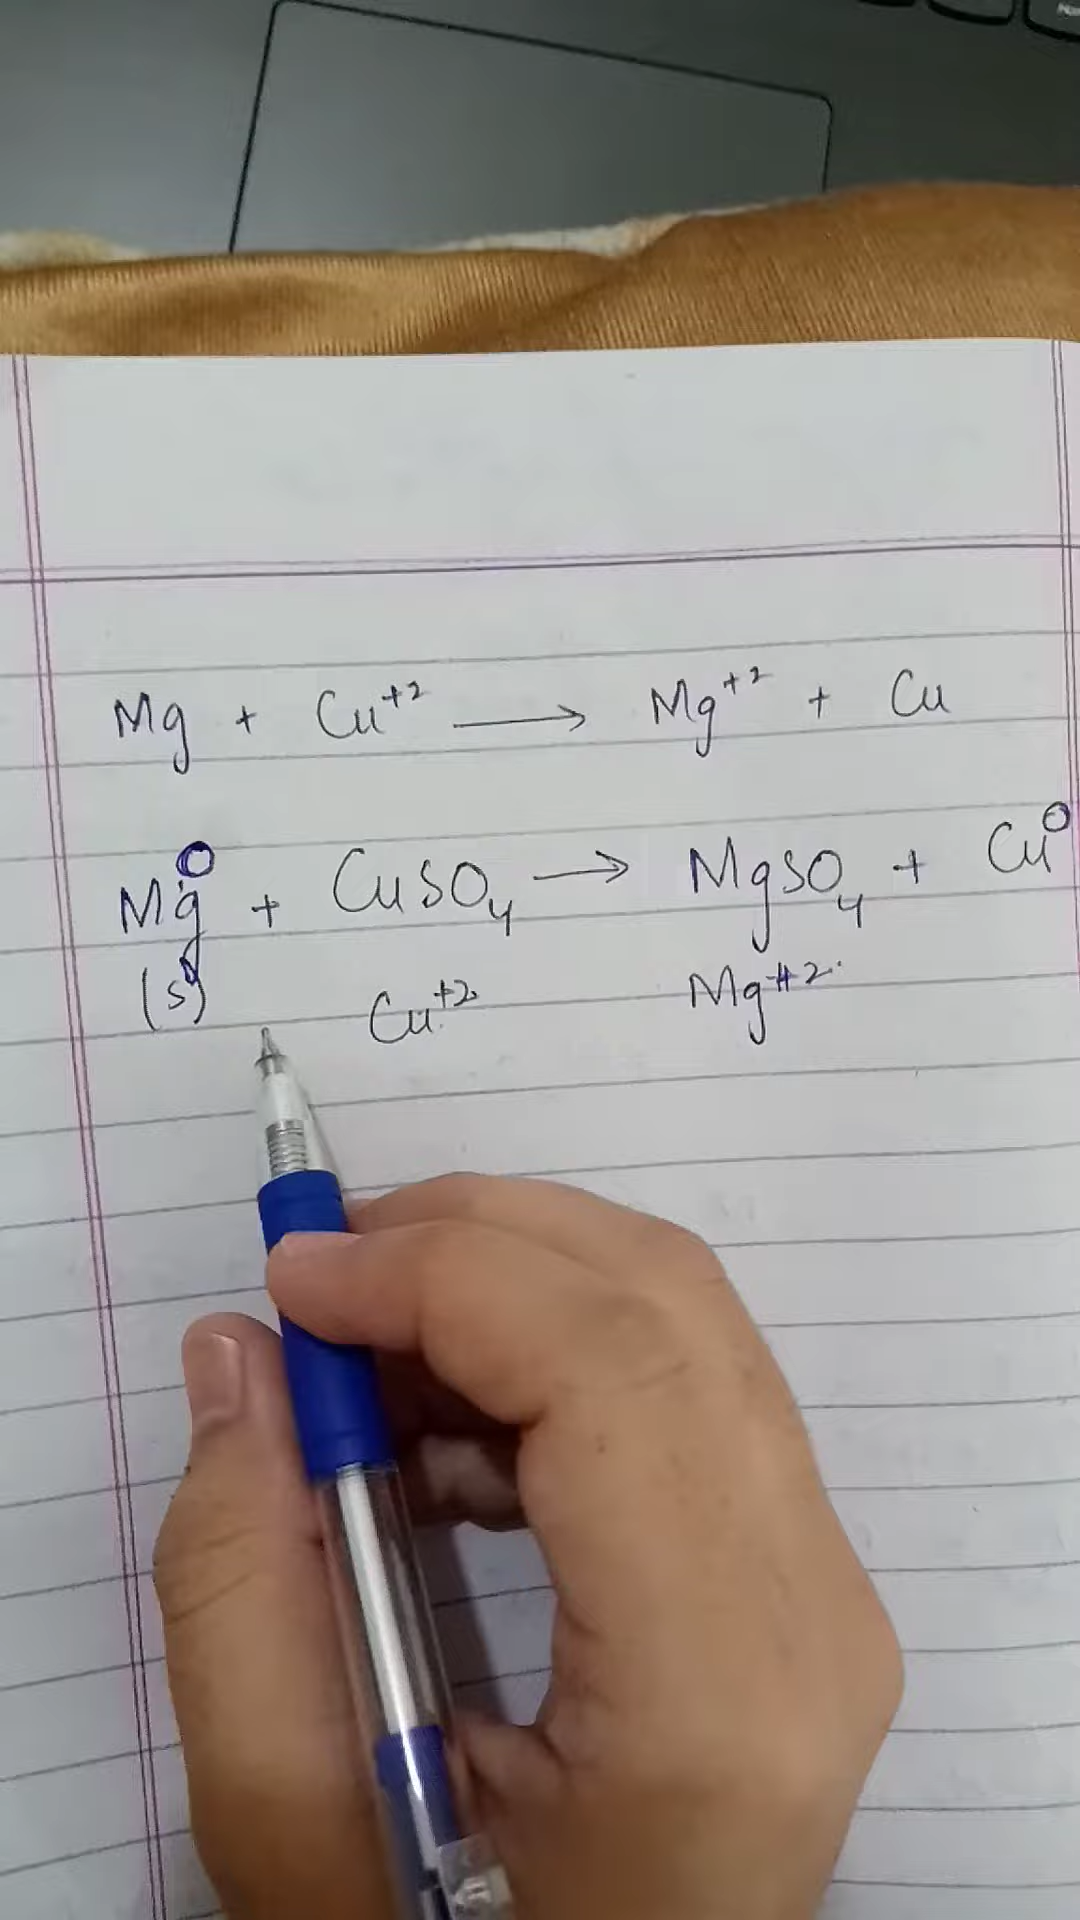 Mg + Cu⁺² ⟶ Mg⁺² + Cu
Mg⁰ + CuSO₄ ⟶ MgSO₄ + Cu⁰
(s) Cu⁺² Mg⁺²